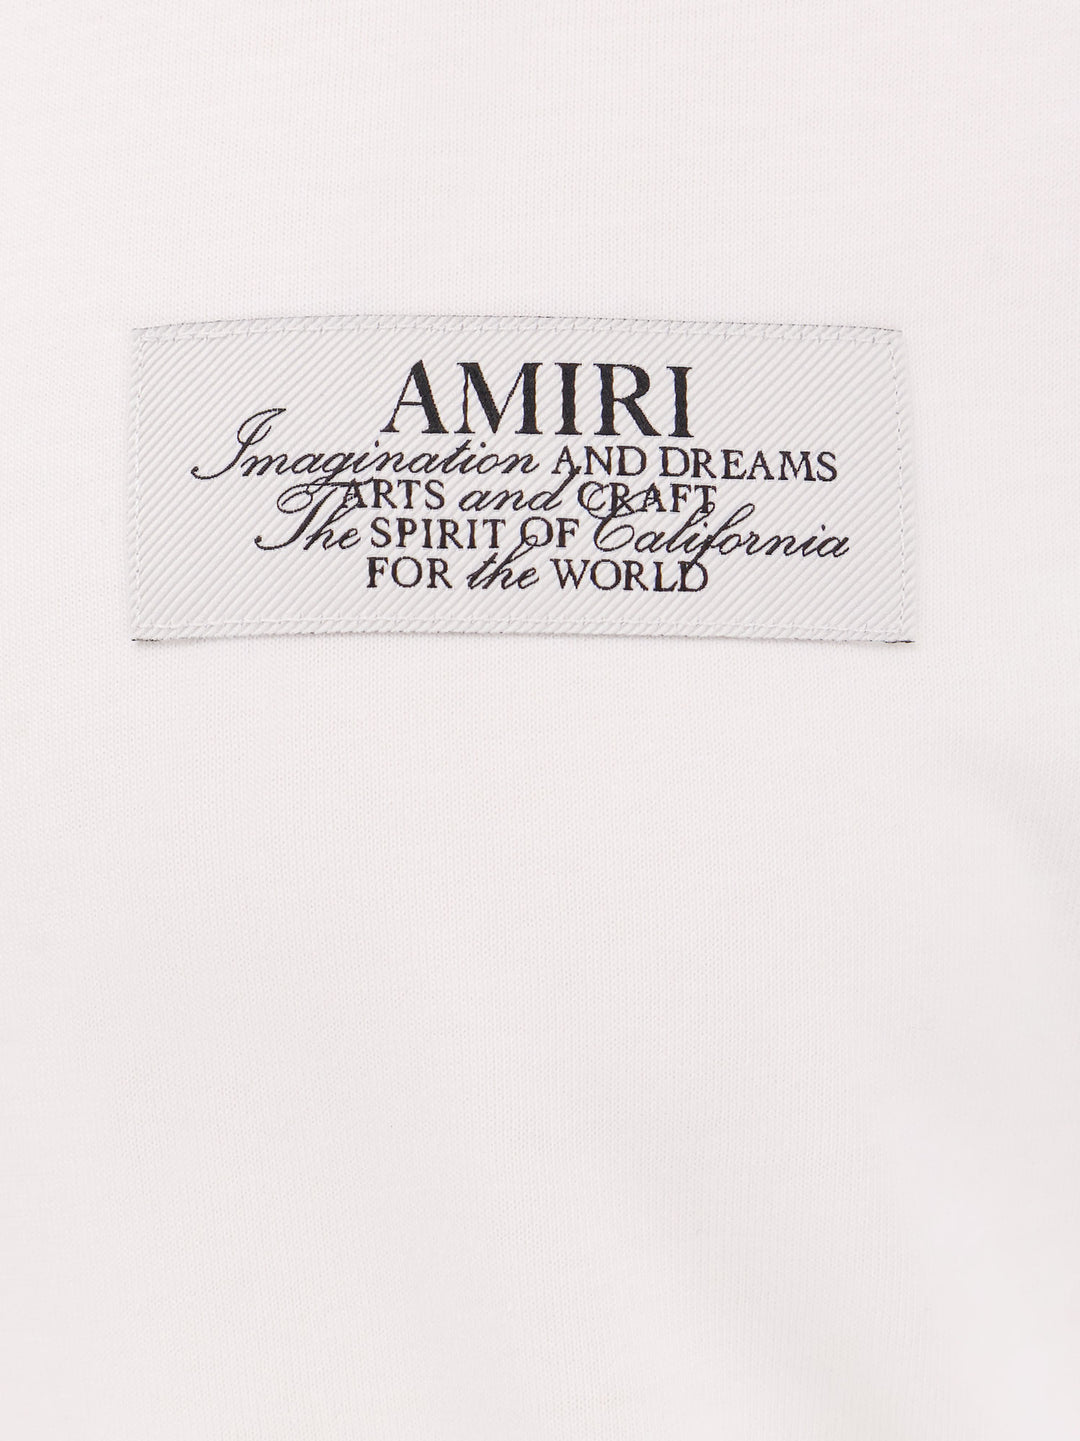 AMIRI
Imagination AND DREAMS
ARTS and CRAFT
The SPIRIT OF California
FOR the WORLD